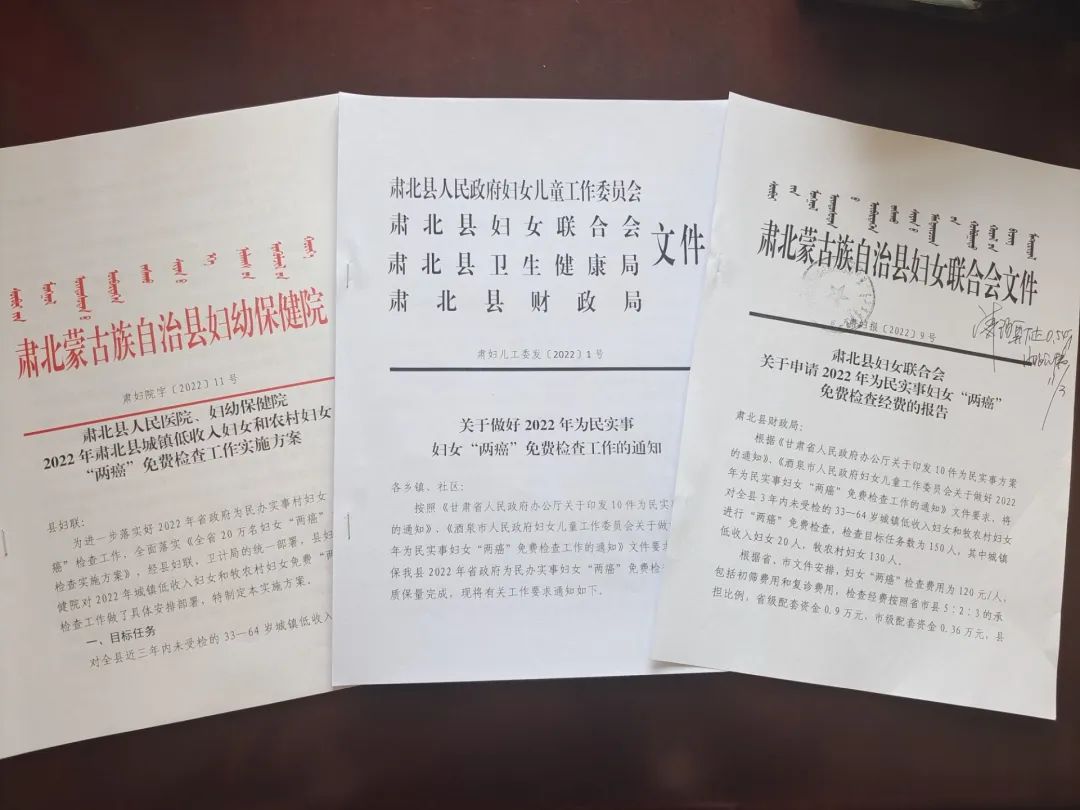 肃北蒙古族自治县妇幼保健院
肃妇院字〔2022〕11号
肃北县人民医院、妇幼保健院
2022年肃北县城镇低收入妇女和农村妇女
“两癌”免费检查工作实施方案
县妇联:
为进一步落实好2022年省政府为民办实事村妇女
癌”检查工作,全面落实《全省20万名妇女“两癌”
检查实施方案》,经县妇联,卫计局的统一部署,县妇
健院对2022年城镇低收入妇女和牧农村妇女免费“两
检查工作做了具体安排部署,特制定本实施方案。
一、目标任务
对全县近三年内未受检的33—64岁城镇低收入
肃北县人民政府妇女儿童工作委员会
肃北县妇女联合会
肃北县卫生健康局
肃北县财政局
文件
肃妇儿工委发〔2022〕1号
关于做好2022年为民实事
妇女“两癌”免费检查工作的通知
各乡镇、社区:
按照《甘肃省人民政府办公厅关于印发10件为民实
的通知》、《酒泉市人民政府妇女儿童工作委员会关于做
年为民实事妇女“两癌”免费检查工作的通知》文件要求
保我县2022年省政府为民办实事妇女“两癌”免费检
质保量完成,现将有关工作要求通知如下。
肃北蒙古族自治县妇女联合会文件
肃妇报〔2022〕9号
肃北县妇女联合会
关于申请2022年为民实事妇女“两癌”
免费检查经费的报告
肃北县财政局:
根据《甘肃省人民政府办公厅关于印发10件为民实事方案
的通知》、《酒泉市人民政府妇女儿童工作委员会关于做好2022
年为民实事妇女“两癌”免费检查工作的通知》文件要求,将
对全县3年内未受检的33—64岁城镇低收入妇女和牧农村妇女
进行“两癌”免费检查,检查目标任务数为150人,其中城镇
低收入妇女20人,牧农村妇女130人。
根据省、市文件安排,妇女“两癌”检查费用为120元/人,
包括初筛费用和复诊费用,检查经费按照省市县5:2:3的承
担比例,省级配套资金0.9万元,市级配套资金0.36万元,县